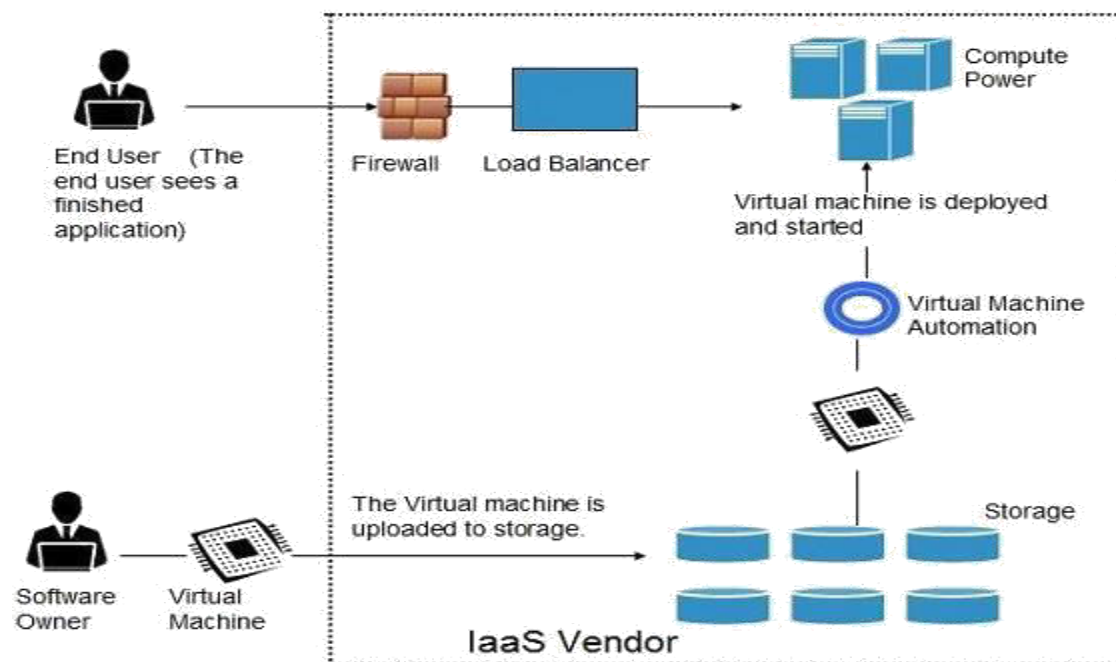 Compute
Power
End User (The
end user sees a
finished
application)
Firewall
Load Balancer
Virtual machine is deployed
and started
Virtual Machine
Automation
The Virtual machine is
uploaded to storage.
Storage
Software
Owner
Virtual
Machine
IaaS Vendor